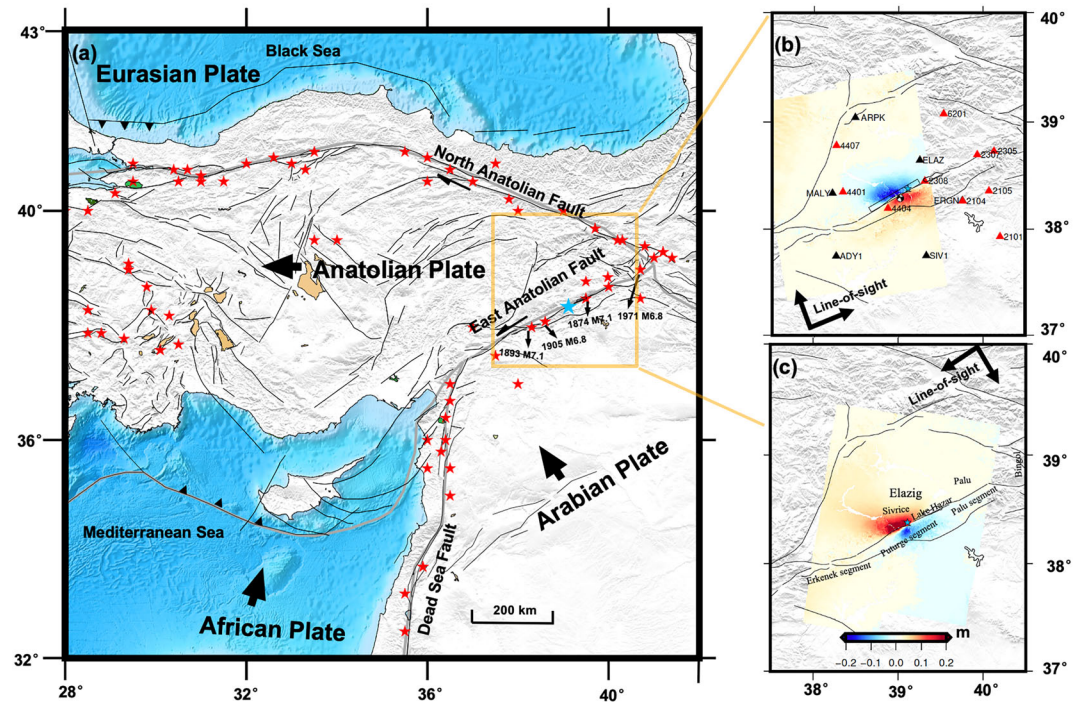 43°
(a)
Black Sea
Eurasian Plate
North Anatolian Fault
40°
Anatolian Plate
East Anatolian Fault
1971 M6.8
1874 M7.1
1905 M6.8
1893 M7.1
36°
Arabian Plate
Mediterranean Sea
Dead Sea Fault
200 km
African Plate
32°
28°
32°
36°
40°
(b)
40°
ARPK
6201
39°
4407
2305
2307
ELAZ
2308
MALY
4401
2105
ERGN
2104
4404
2101
38°
ADY1
SIV1
Line-of-sight
37°
(c)
40°
Line-of-sight
39°
Bingol
Palu
Elazig
Sivrice
Lake Hazar
Palu segment
Puturge segment
38°
Erkenek segment
m
−0.2 −0.1 0.0 0.1 0.2
37°
38°
39°
40°